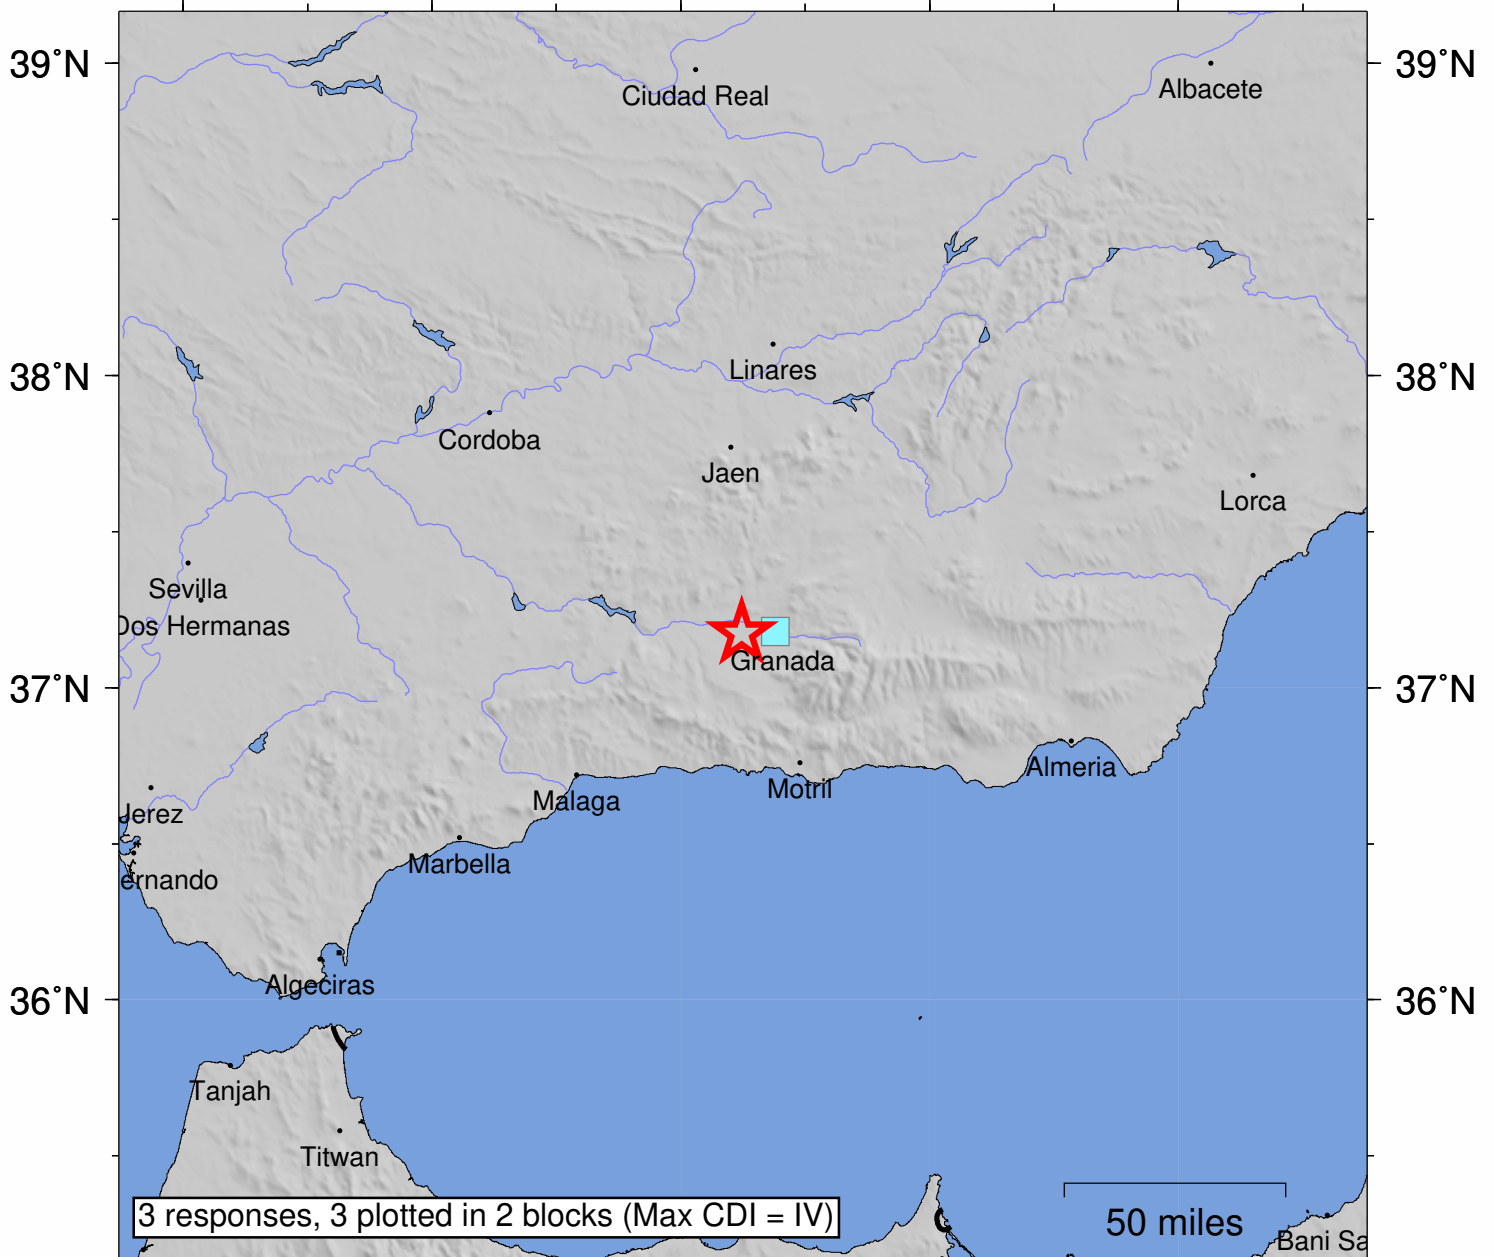 39°N
39°N
Ciudad Real
Albacete
38°N
38°N
Linares
Cordoba
Jaen
Lorca
Sevilla
Dos Hermanas
Granada
37°N
37°N
Almeria
Motril
Malaga
Jerez
Marbella
ernando
Algeciras
36°N
36°N
Tanjah
Titwan
3 responses, 3 plotted in 2 blocks (Max CDI = IV)
50 miles
Bani Sa